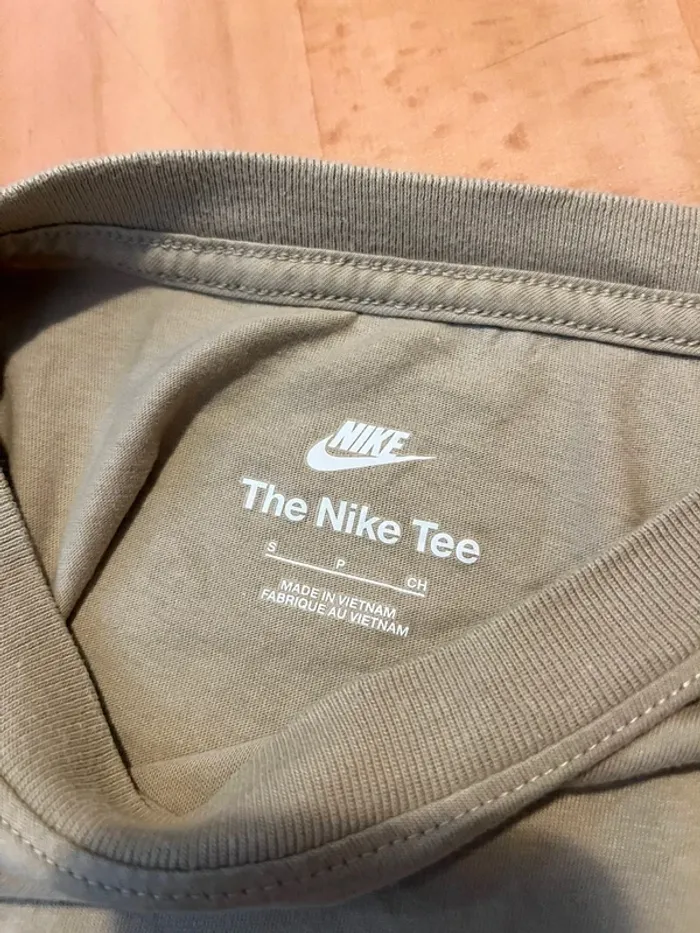 NIKE
The Nike Tee
S P CH
MADE IN VIETNAM
FABRIQUE AU VIETNAM